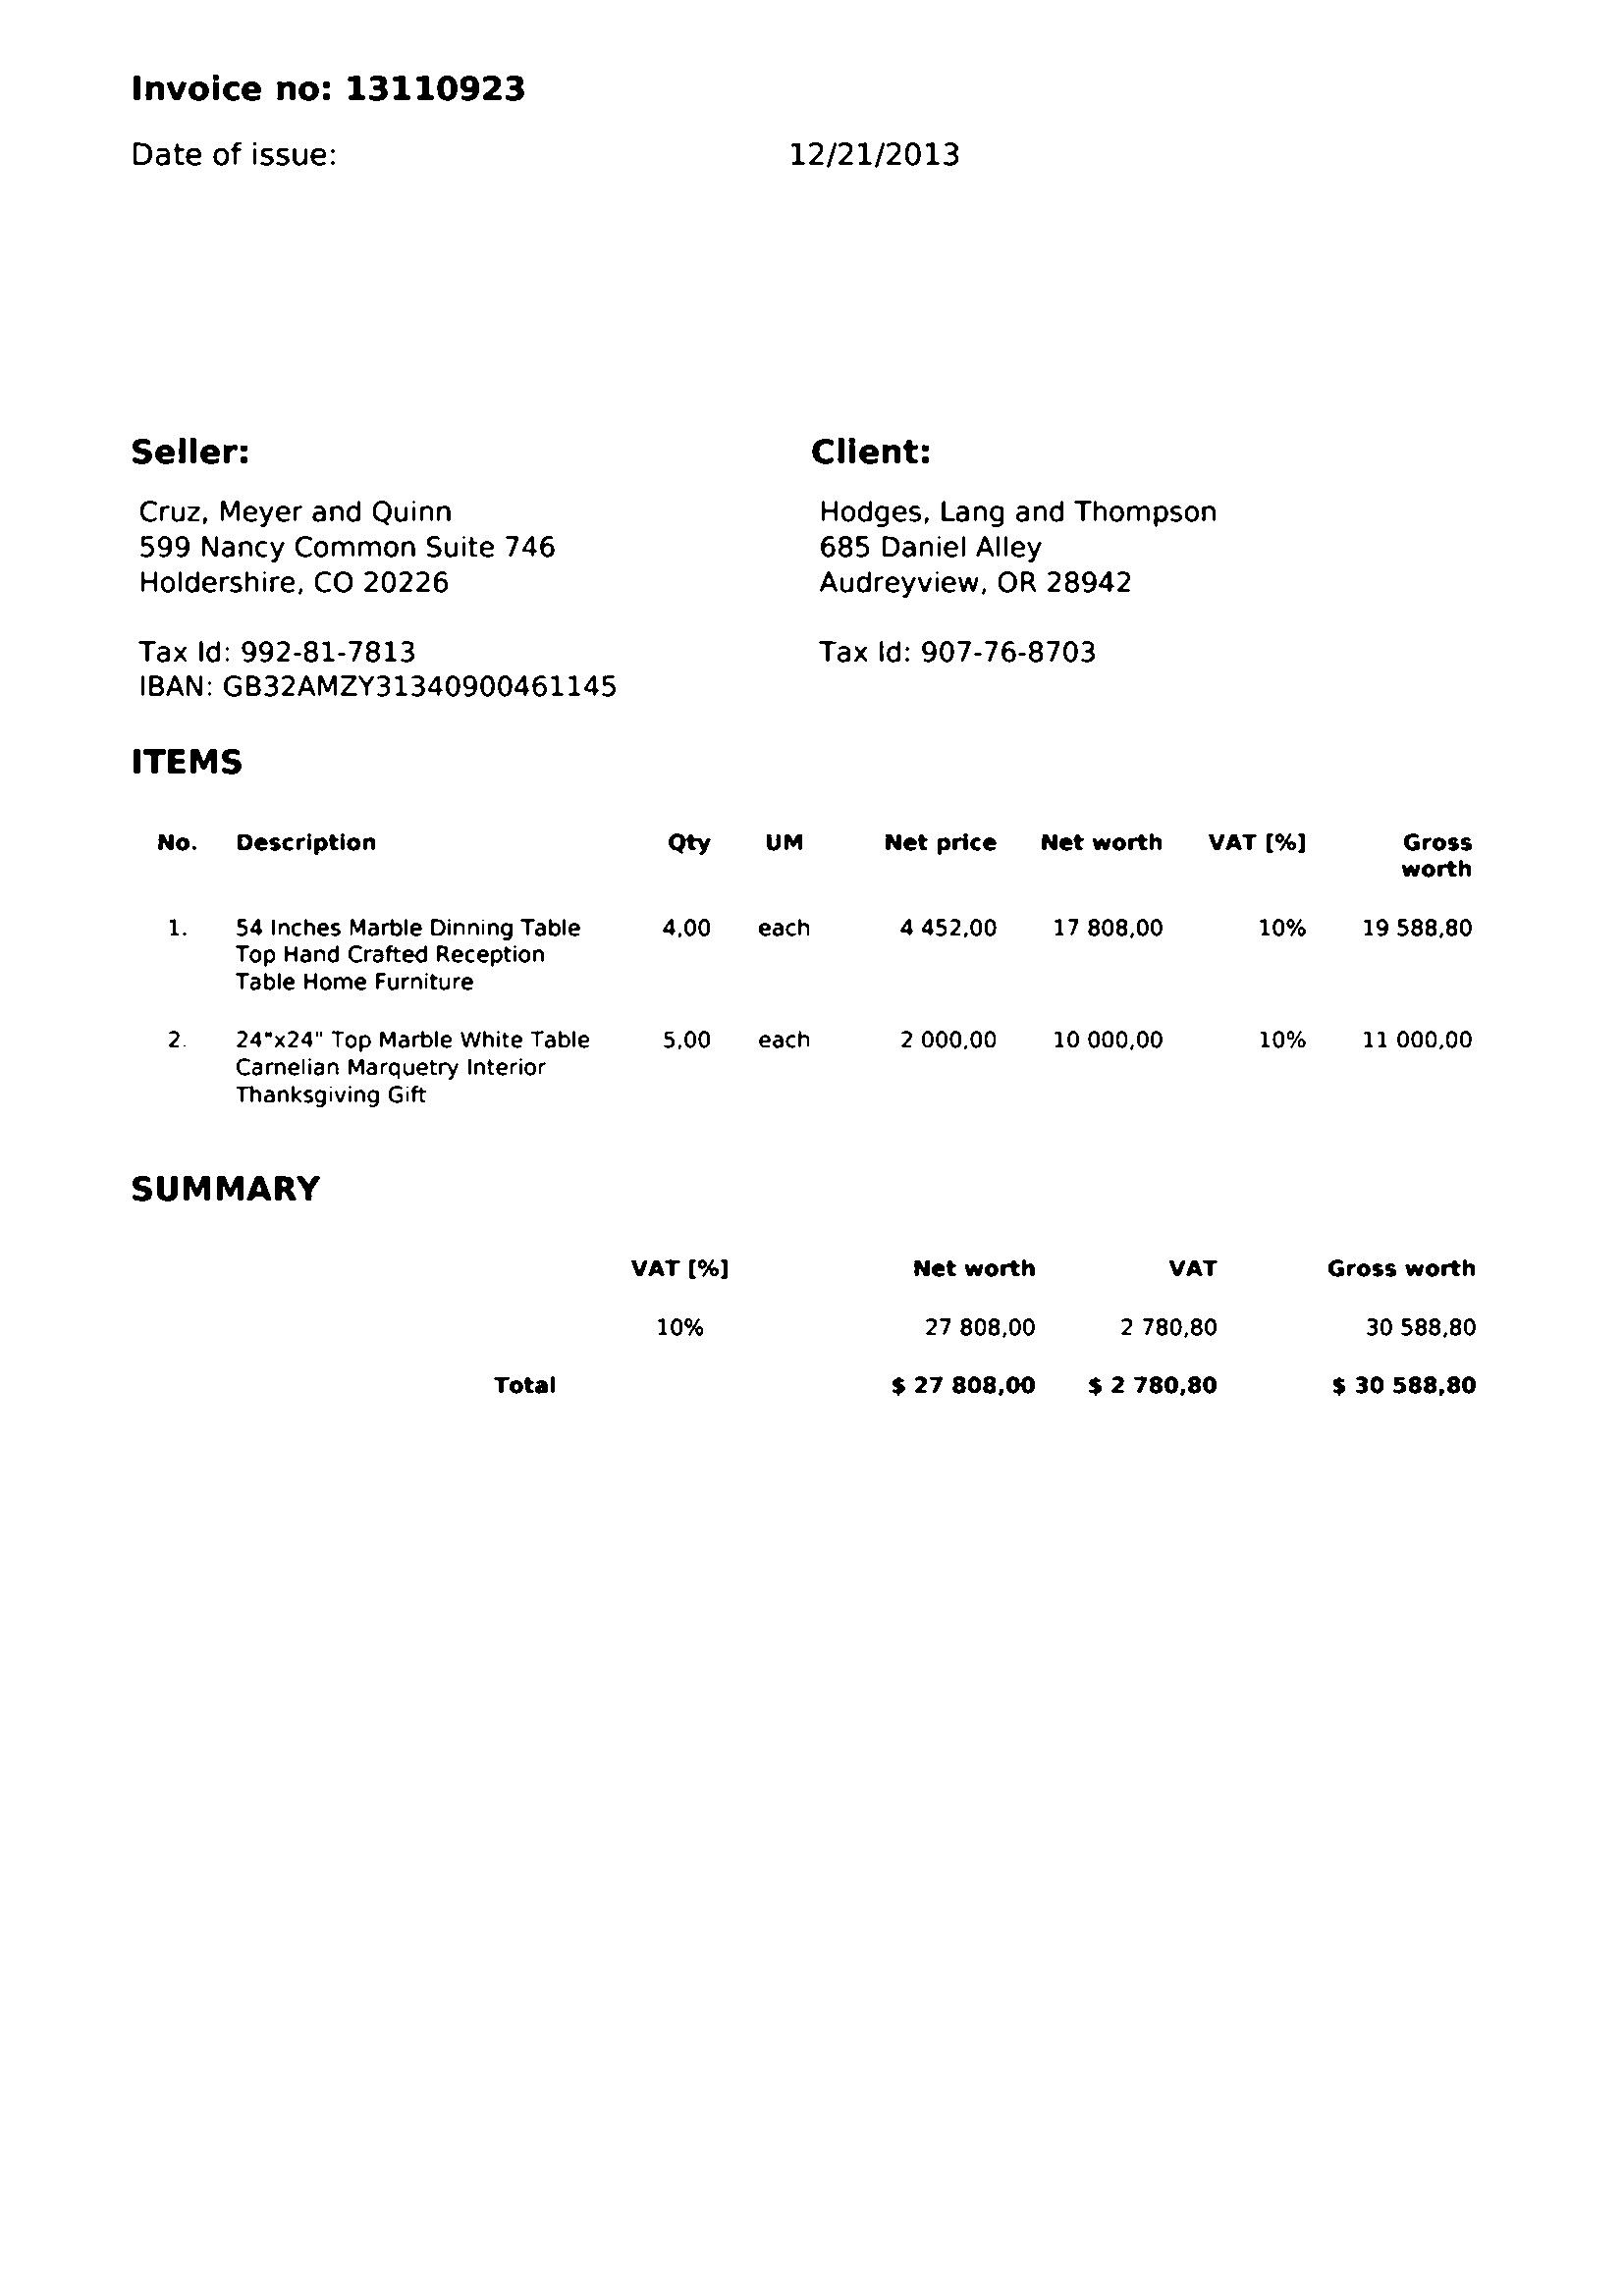 Invoice no: 13110923
Date of issue: 12/21/2013
Seller:
Cruz, Meyer and Quinn
599 Nancy Common Suite 746
Holdershire, CO 20226
Tax Id: 992-81-7813
IBAN: GB32AMZY31340900461145
Client:
Hodges, Lang and Thompson
685 Daniel Alley
Audreyview, OR 28942
Tax Id: 907-76-8703
ITEMS
No. Description Qty UM Net price Net worth VAT [%] Gross
worth
1. 54 Inches Marble Dinning Table 4,00 each 4 452,00 17 808,00 10% 19 588,80
Top Hand Crafted Reception
Table Home Furniture
2. 24"x24" Top Marble White Table 5,00 each 2 000,00 10 000,00 10% 11 000,00
Carnelian Marquetry Interior
Thanksgiving Gift
SUMMARY
VAT [%] Net worth VAT Gross worth
10% 27 808,00 2 780,80 30 588,80
Total $ 27 808,00 $ 2 780,80 $ 30 588,80